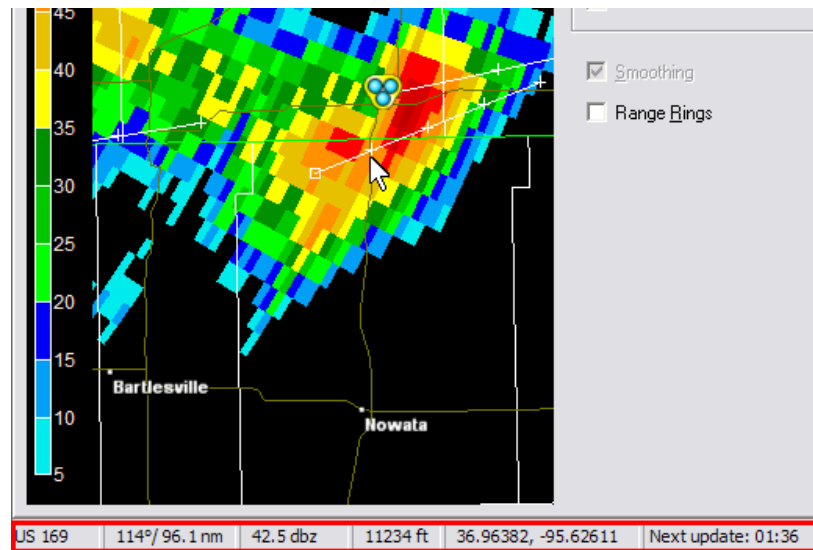 45
40
35
30
25
20
15
10
5
Smoothing
Range Rings
Bartlesville
Nowata
US 169 114º/ 96.1 nm 42.5 dbz 11234 ft 36.96382, -95.62611 Next update: 01:36